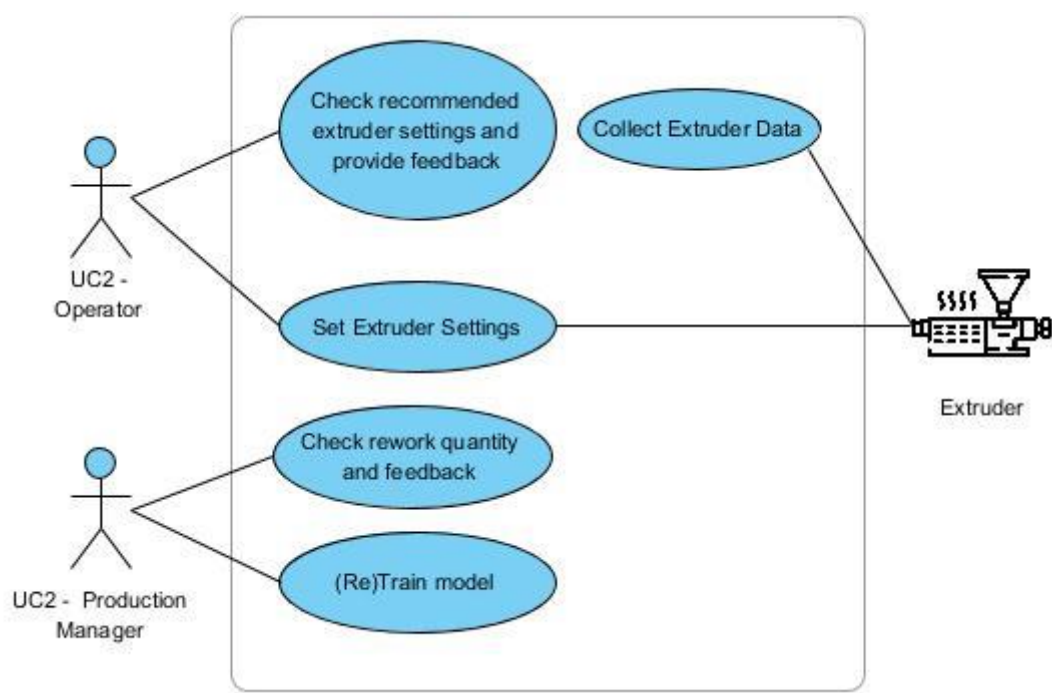 Check recommended
extruder settings and
provide feedback
Collect Extruder Data
UC2 -
Operator
Set Extruder Settings
Extruder
Check rework quantity
and feedback
(Re)Train model
UC2 - Production
Manager